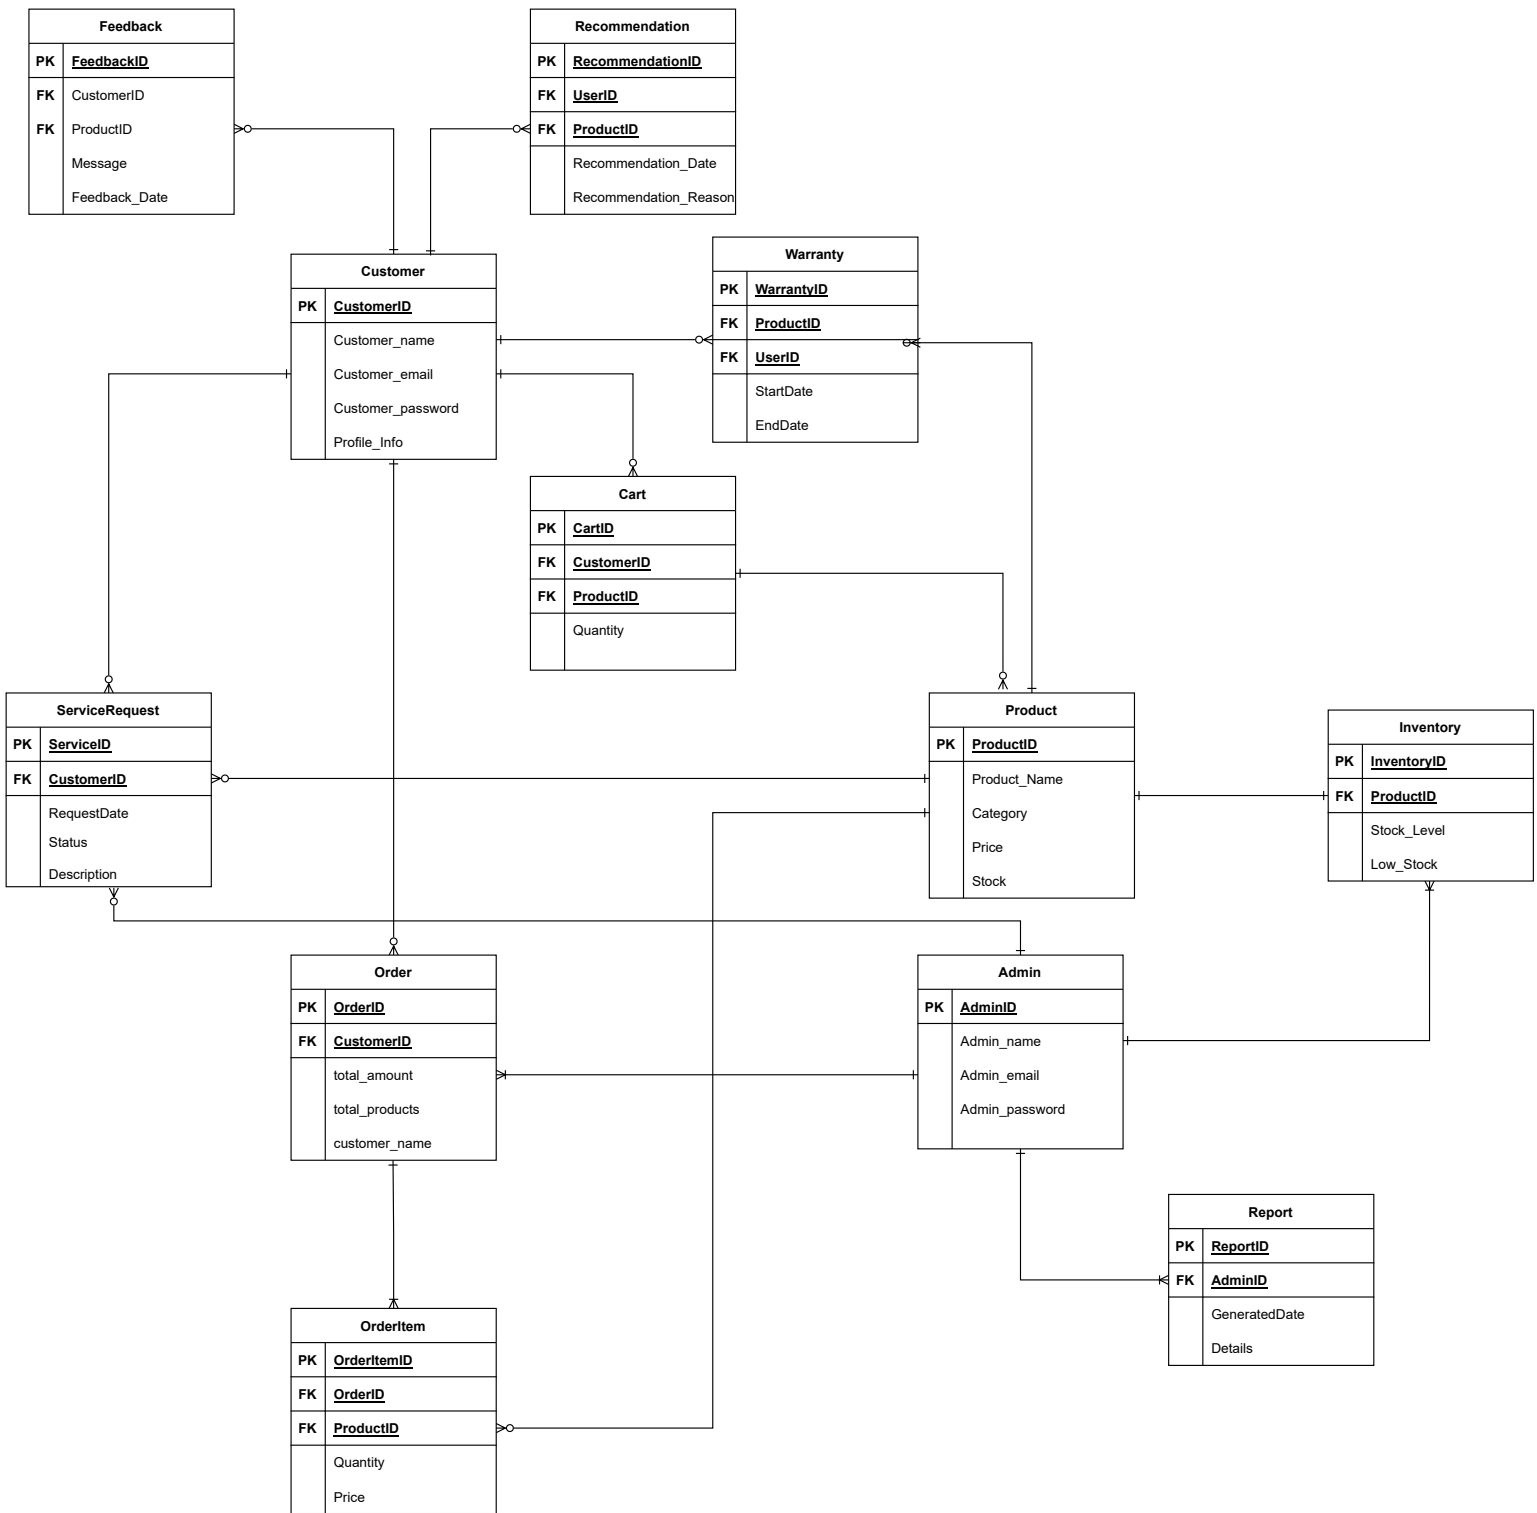 Feedback
PK FeedbackID
FK CustomerID
FK ProductID
Message
Feedback_Date
Recommendation
PK RecommendationID
FK UserID
FK ProductID
Recommendation_Date
Recommendation_Reason
Customer
PK CustomerID
Customer_name
Customer_email
Customer_password
Profile_Info
Warranty
PK WarrantyID
FK ProductID
FK UserID
StartDate
EndDate
Cart
PK CartID
FK CustomerID
FK ProductID
Quantity
ServiceRequest
PK ServiceID
FK CustomerID
RequestDate
Status
Description
Product
PK ProductID
Product_Name
Category
Price
Stock
Inventory
PK InventoryID
FK ProductID
Stock_Level
Low_Stock
Order
PK OrderID
FK CustomerID
total_amount
total_products
customer_name
Admin
PK AdminID
Admin_name
Admin_email
Admin_password
Report
PK ReportID
FK AdminID
GeneratedDate
Details
OrderItem
PK OrderItemID
FK OrderID
FK ProductID
Quantity
Price